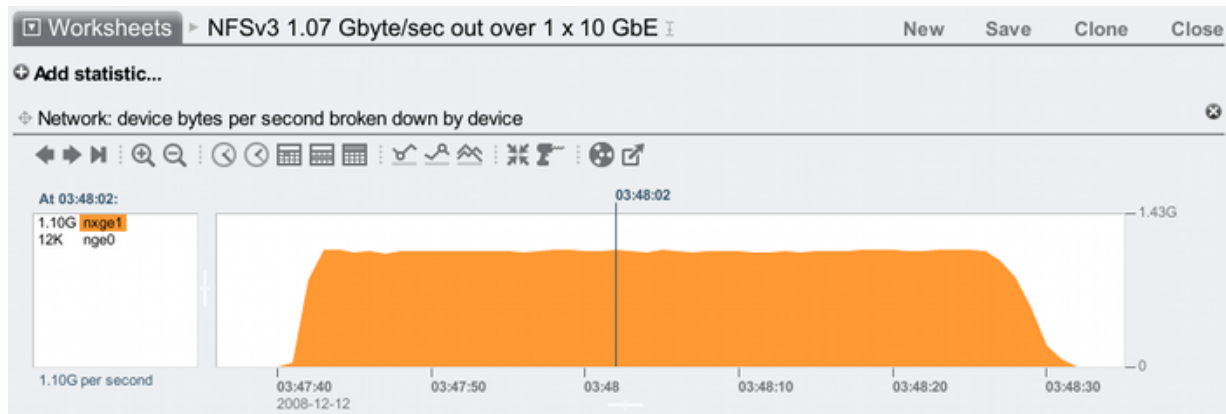 Worksheets NFSv3 1.07 Gbyte/sec out over 1 x 10 GbE New Save Clone Close
Add statistic...
Network: device bytes per second broken down by device
At 03:48:02: 03:48:02
1.10G nxge1 1.43G
12K nge0
0
1.10G per second
03:47:40 03:47:50 03:48 03:48:10 03:48:20 03:48:30
2008-12-12